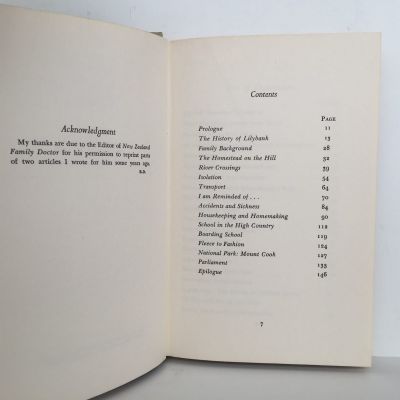 Acknowledgment
My thanks are due to the Editor of New Zealand
Family Doctor for his permission to reprint parts
of two articles I wrote for him some years ago.
Contents
PAGE
Prologue 11
The History of Lilybank 13
Family Background 28
The Homestead on the Hill 32
River Crossings 39
Isolation 54
Transport 64
I am Reminded of . . . 70
Accidents and Sickness 84
Housekeeping and Homemaking 90
School in the High Country 112
Boarding School 119
Fleece to Fashion 124
National Park: Mount Cook 127
Parliament 135
Epilogue 146
7